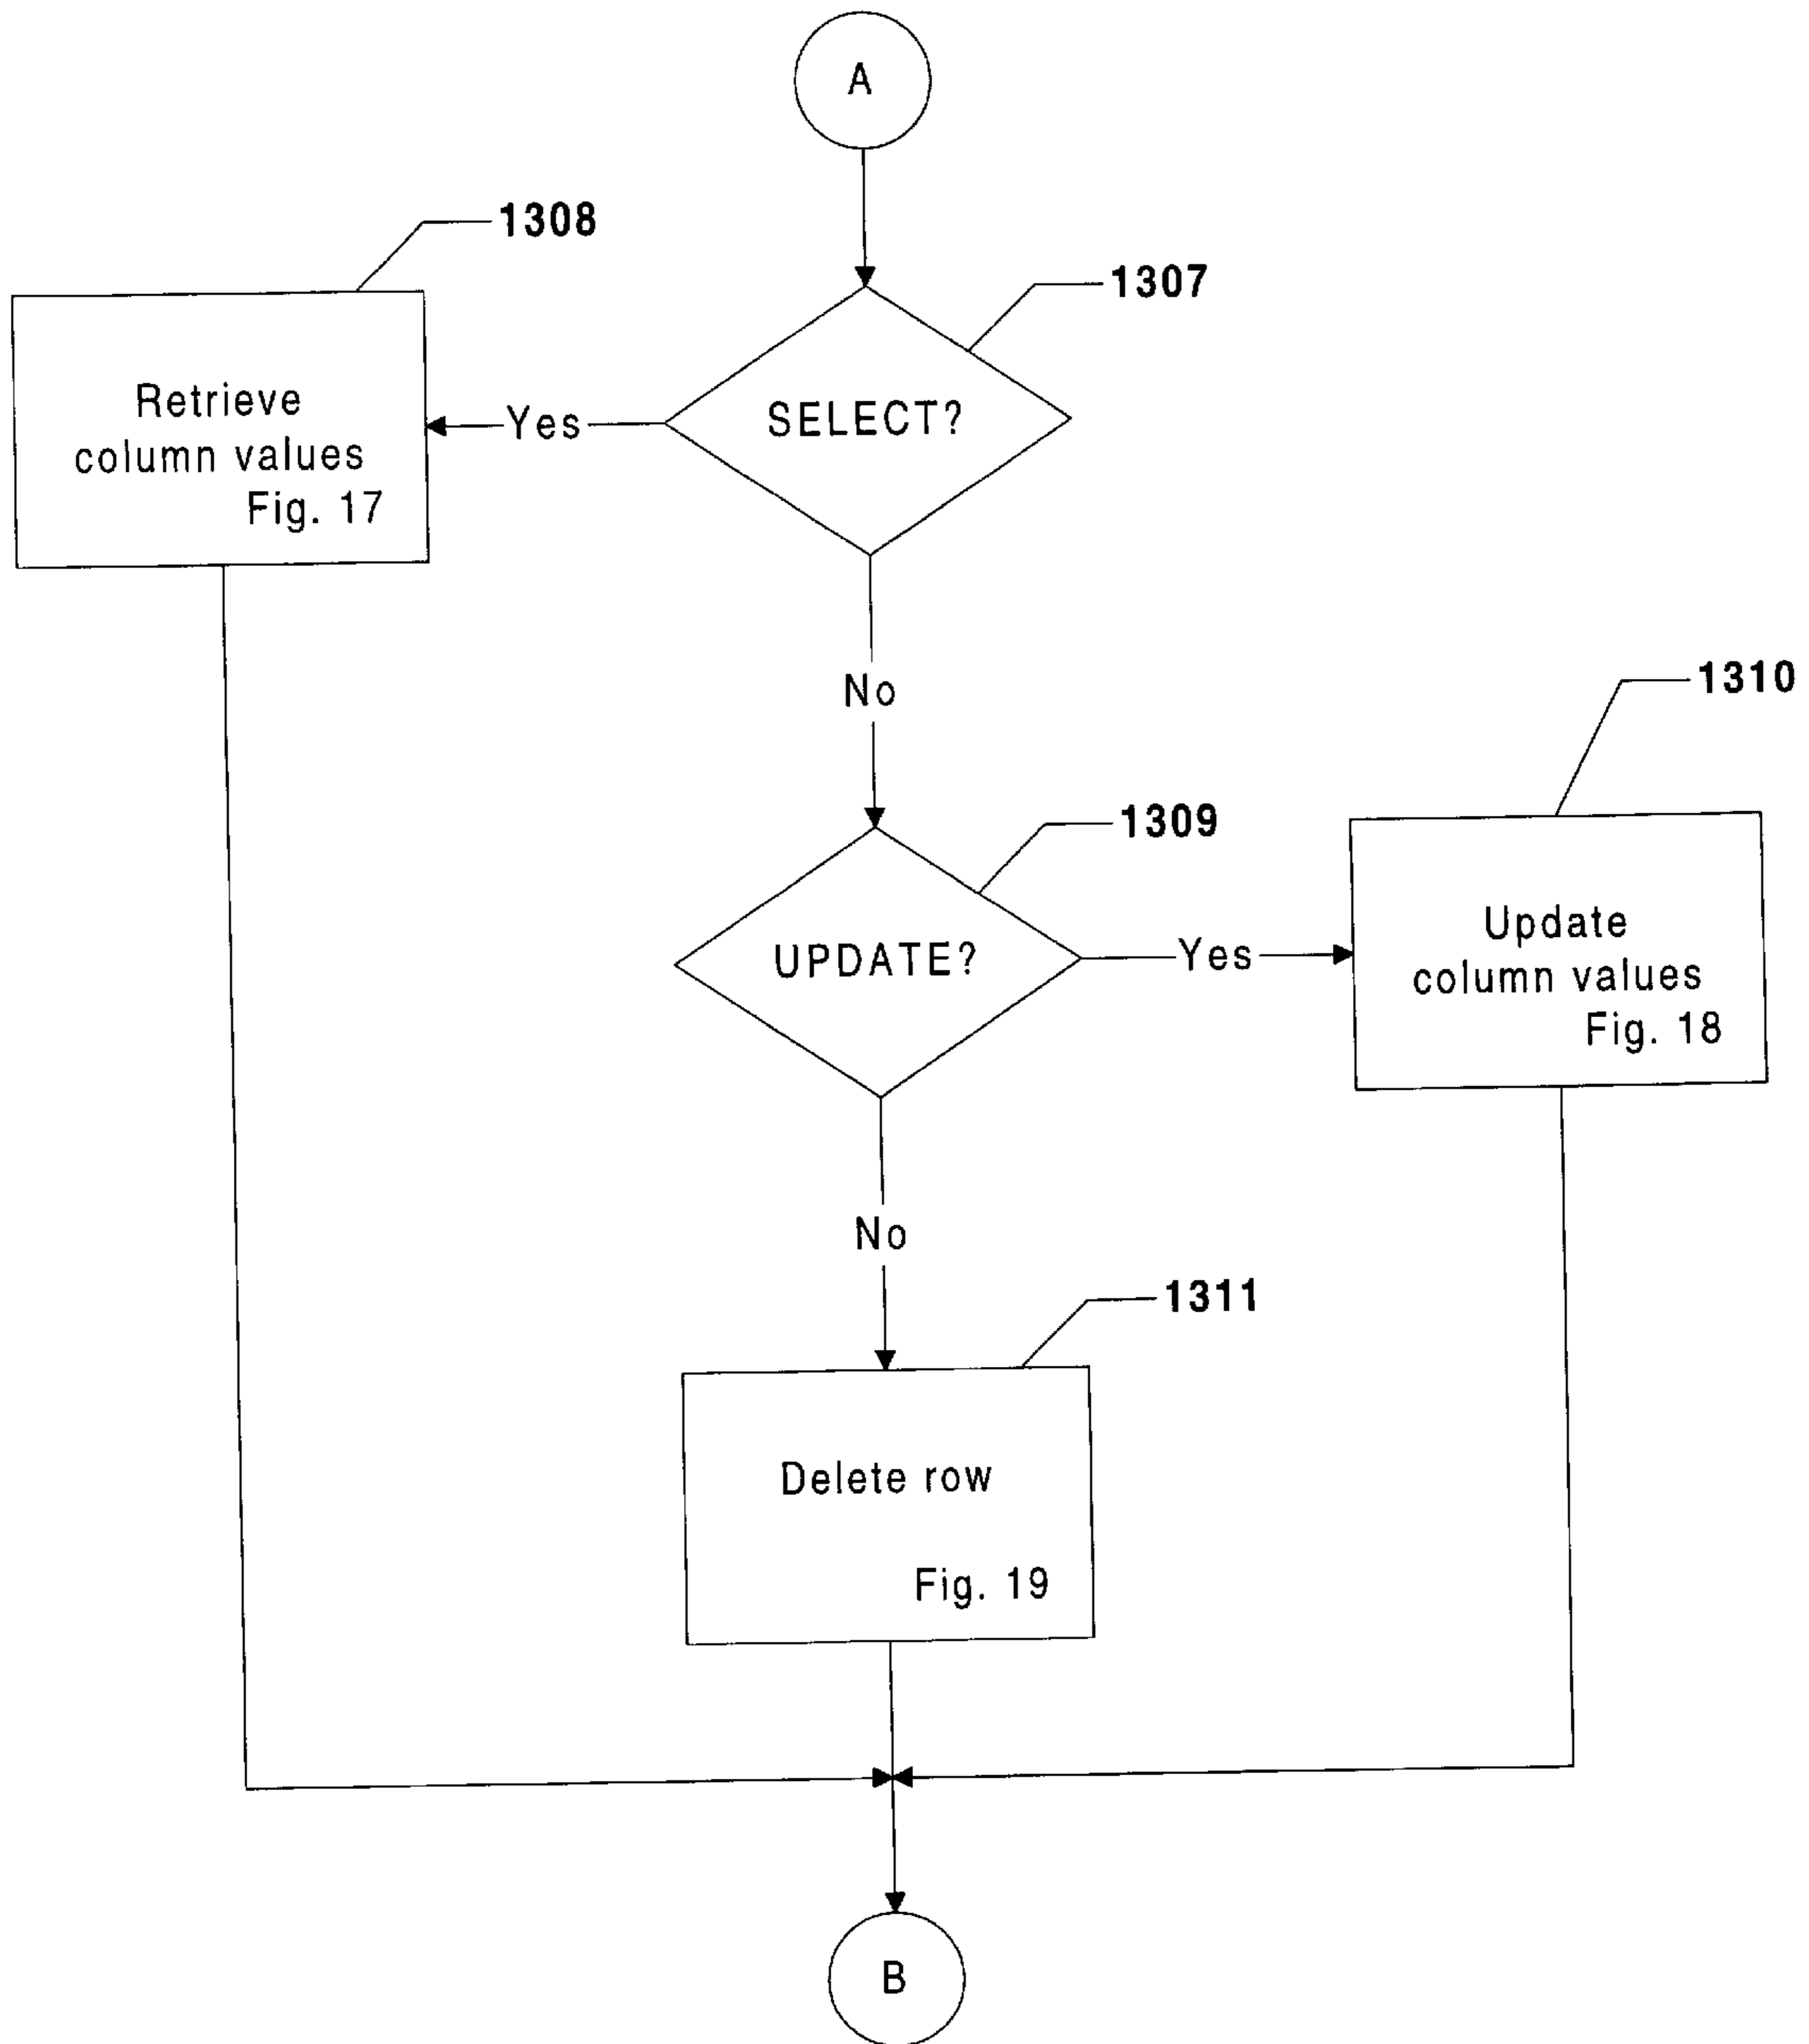 A
1308
1307
Retrieve
column values
Fig. 17
Yes
SELECT?
No
1310
1309
UPDATE?
Yes
Update
column values
Fig. 18
No
1311
Delete row
Fig. 19
B